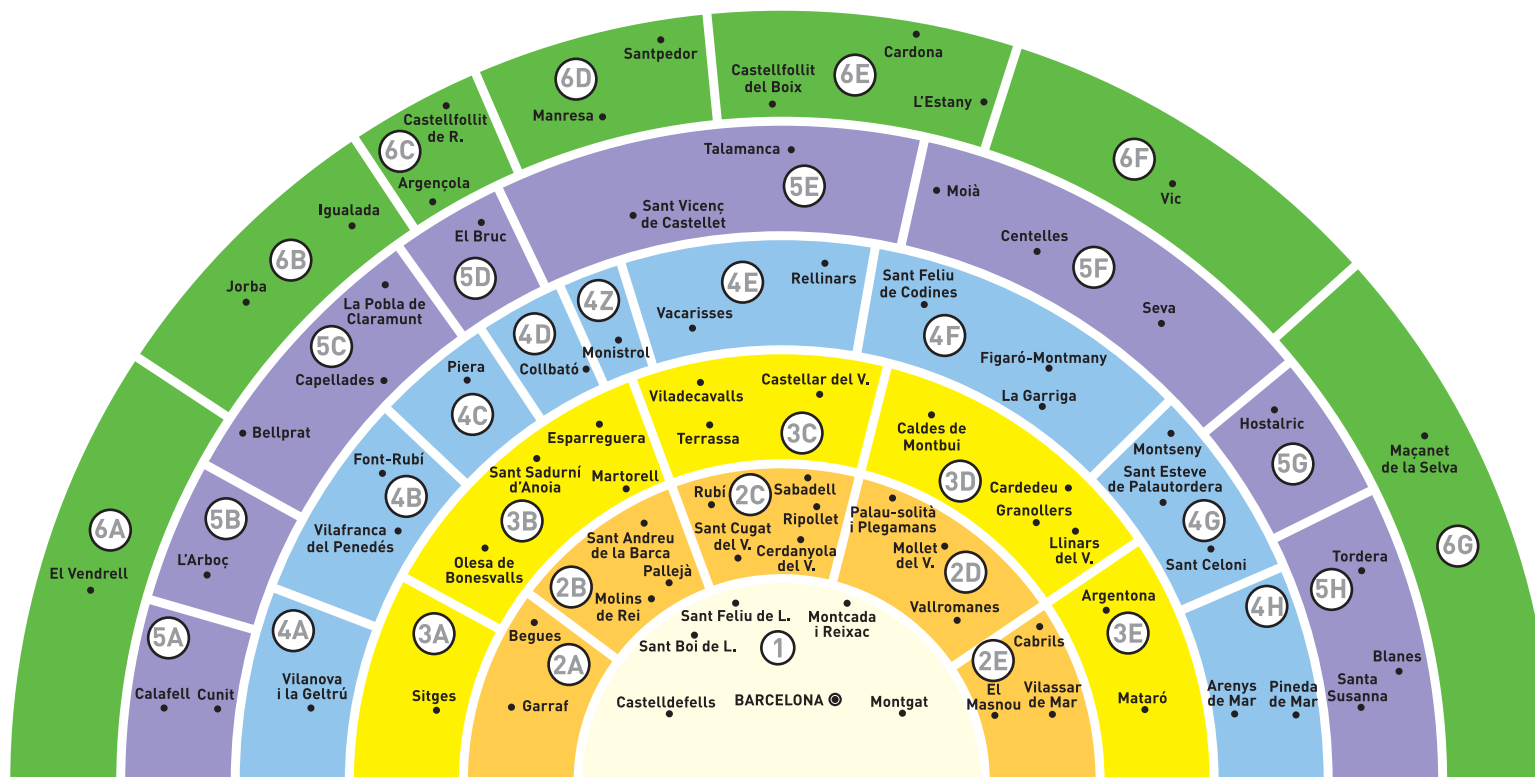 6A
El Vendrell
6B
Igualada
Jorba
6C
Castellfollit
de R.
Argençola
6D
Santpedor
Manresa
6E
Castellfollit
del Boix
Cardona
L'Estany
6F
Vic
6G
Maçanet
de la Selva
5A
Calafell
Cunit
5B
L'Arboç
5C
La Pobla de
Claramunt
Capellades
Bellprat
5D
El Bruc
5E
Talamanca
Sant Vicenç
de Castellet
5F
Moià
Centelles
Seva
5G
Hostalric
5H
Tordera
Blanes
Santa
Susanna
4A
Vilanova
i la Geltrú
4B
Font-Rubí
Vilafranca
del Penedés
4C
Piera
4D
Collbató
4Z
Monistrol
4E
Rellinars
Vacarisses
4F
Sant Feliu
de Codines
Figaró-Montmany
La Garriga
4G
Montseny
Sant Esteve
de Palautordera
Sant Celoni
4H
Arenys
de Mar
Pineda
de Mar
3A
Sitges
3B
Esparreguera
Sant Sadurní
d'Anoia
Martorell
Olesa de
Bonesvalls
3C
Viladecavalls
Castellar del V.
Terrassa
3D
Caldes de
Montbui
Cardedeu
Granollers
Llinars
del V.
3E
Argentona
Mataró
2A
Begues
Garraf
2B
Sant Andreu
de la Barca
Pallejà
Molins
de Rei
2C
Rubí
Sabadell
Ripollet
Sant Cugat
del V.
Cerdanyola
del V.
2D
Palau-solità
i Plegamans
Mollet
del V.
Vallromanes
2E
Cabrils
El
Masnou
Vilassar
de Mar
1
Sant Feliu de L.
Montcada
i Reixac
Sant Boi de L.
Castelldefells
BARCELONA
Montgat